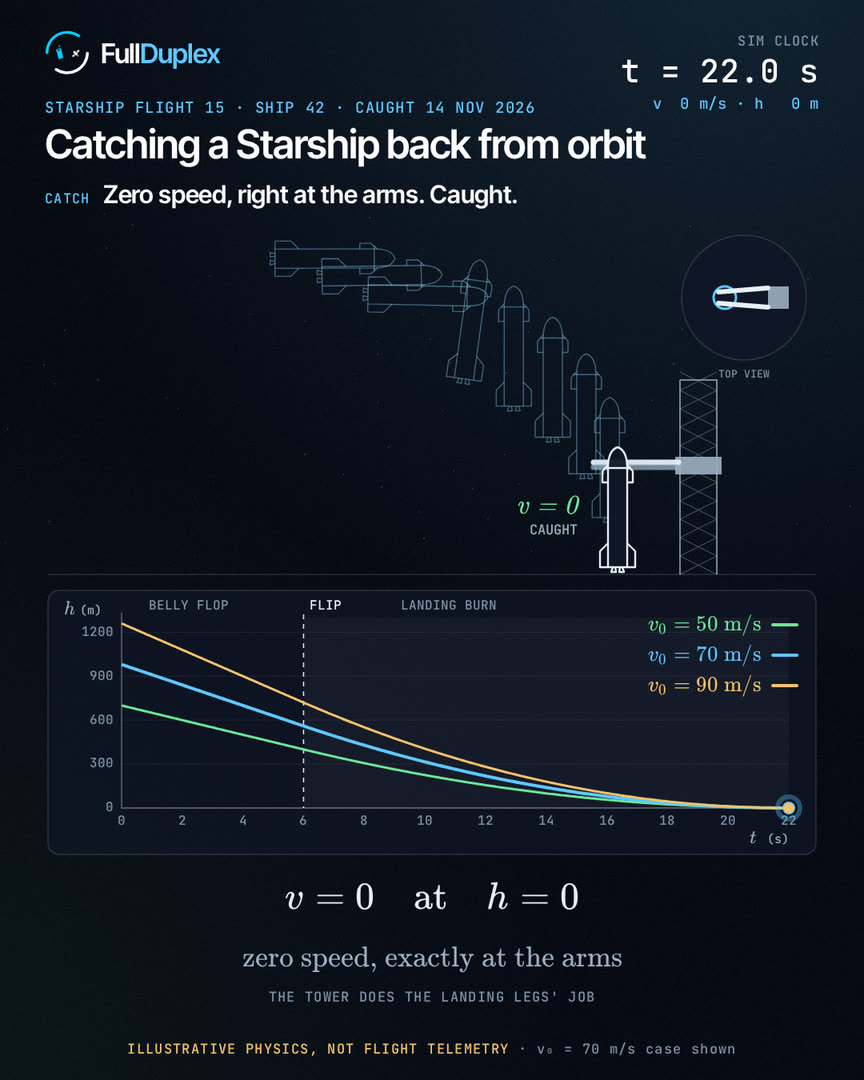 FullDuplex
SIM CLOCK
t = 22.0 s
v 0 m/s · h 0 m
STARSHIP FLIGHT 15 · SHIP 42 · CAUGHT 14 NOV 2026
Catching a Starship back from orbit
CATCH Zero speed, right at the arms. Caught.
TOP VIEW
v = 0
CAUGHT
h (m)
BELLY FLOP
FLIP
LANDING BURN
v₀ = 50 m/s
v₀ = 70 m/s
v₀ = 90 m/s
1200
900
600
300
0
0 2 4 6 8 10 12 14 16 18 20 22
t (s)
v = 0 at h = 0
zero speed, exactly at the arms
THE TOWER DOES THE LANDING LEGS' JOB
ILLUSTRATIVE PHYSICS, NOT FLIGHT TELEMETRY · v₀ = 70 m/s case shown